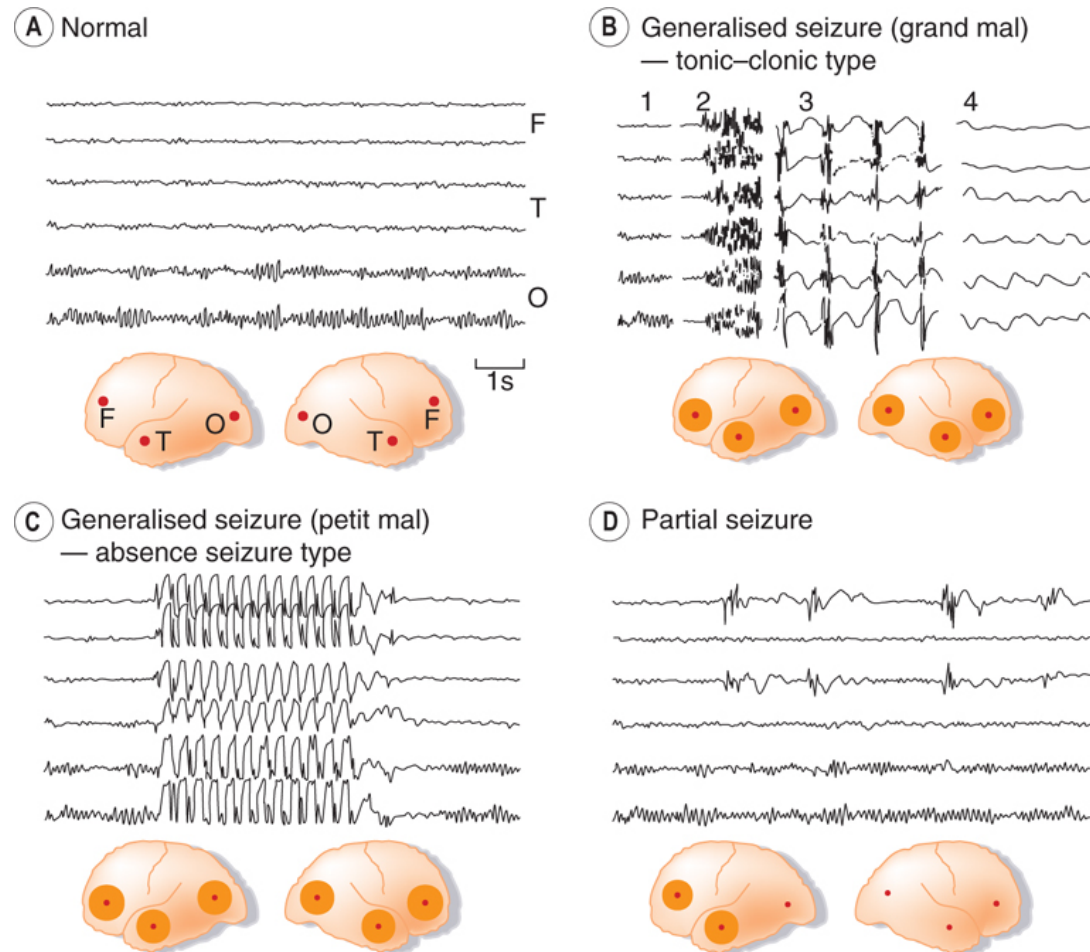 A Normal
F
T
O
1s
F
T
O
O
T
F
B Generalised seizure (grand mal)
— tonic–clonic type
1 2 3 4
C Generalised seizure (petit mal)
— absence seizure type
D Partial seizure